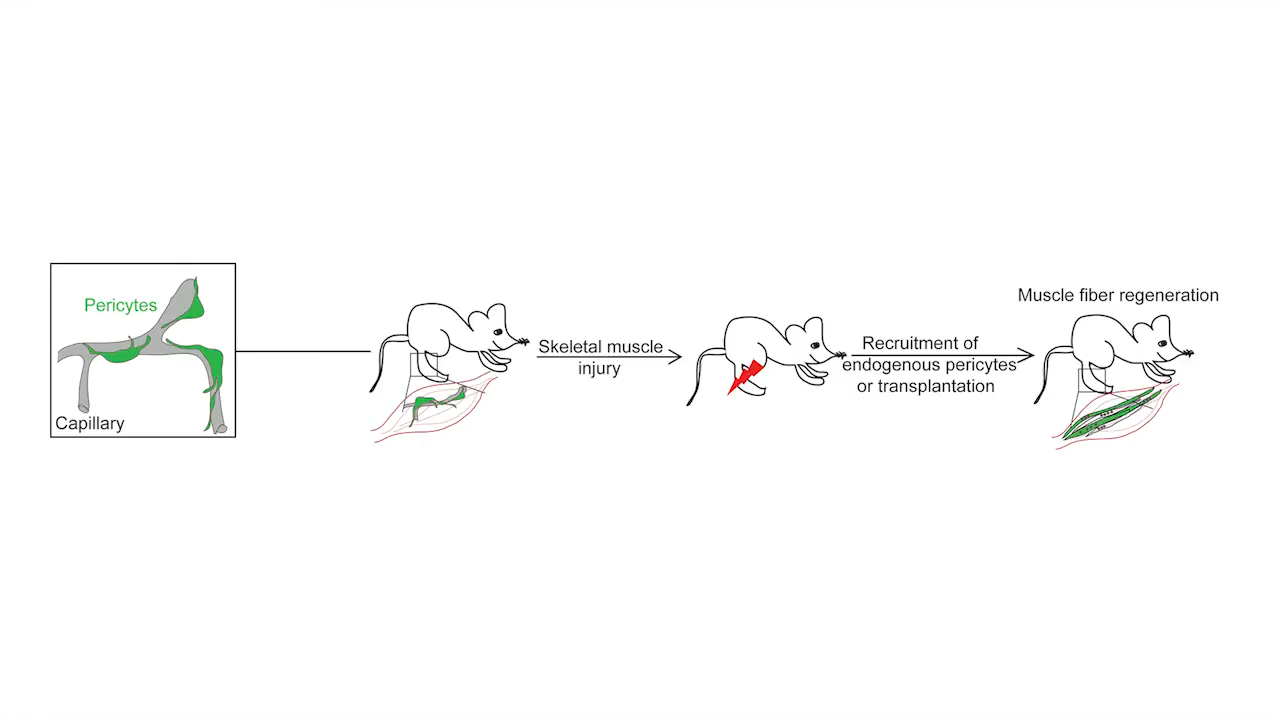 Pericytes
Capillary
Skeletal muscle
injury
Recruitment of
endogenous pericytes
or transplantation
Muscle fiber regeneration